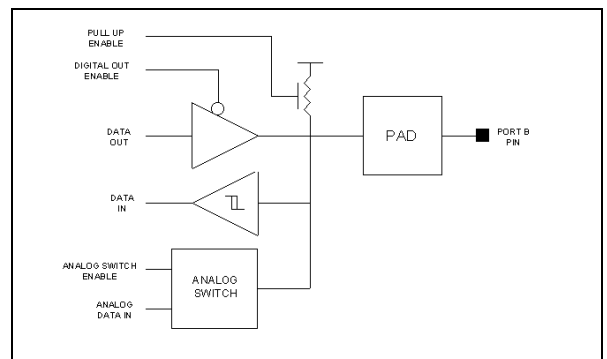 PULL UP
ENABLE
DIGITAL OUT
ENABLE
DATA
OUT
PAD
PORT B
PIN
DATA
IN
ANALOG SWITCH
ENABLE
ANALOG
SWITCH
ANALOG
DATA IN